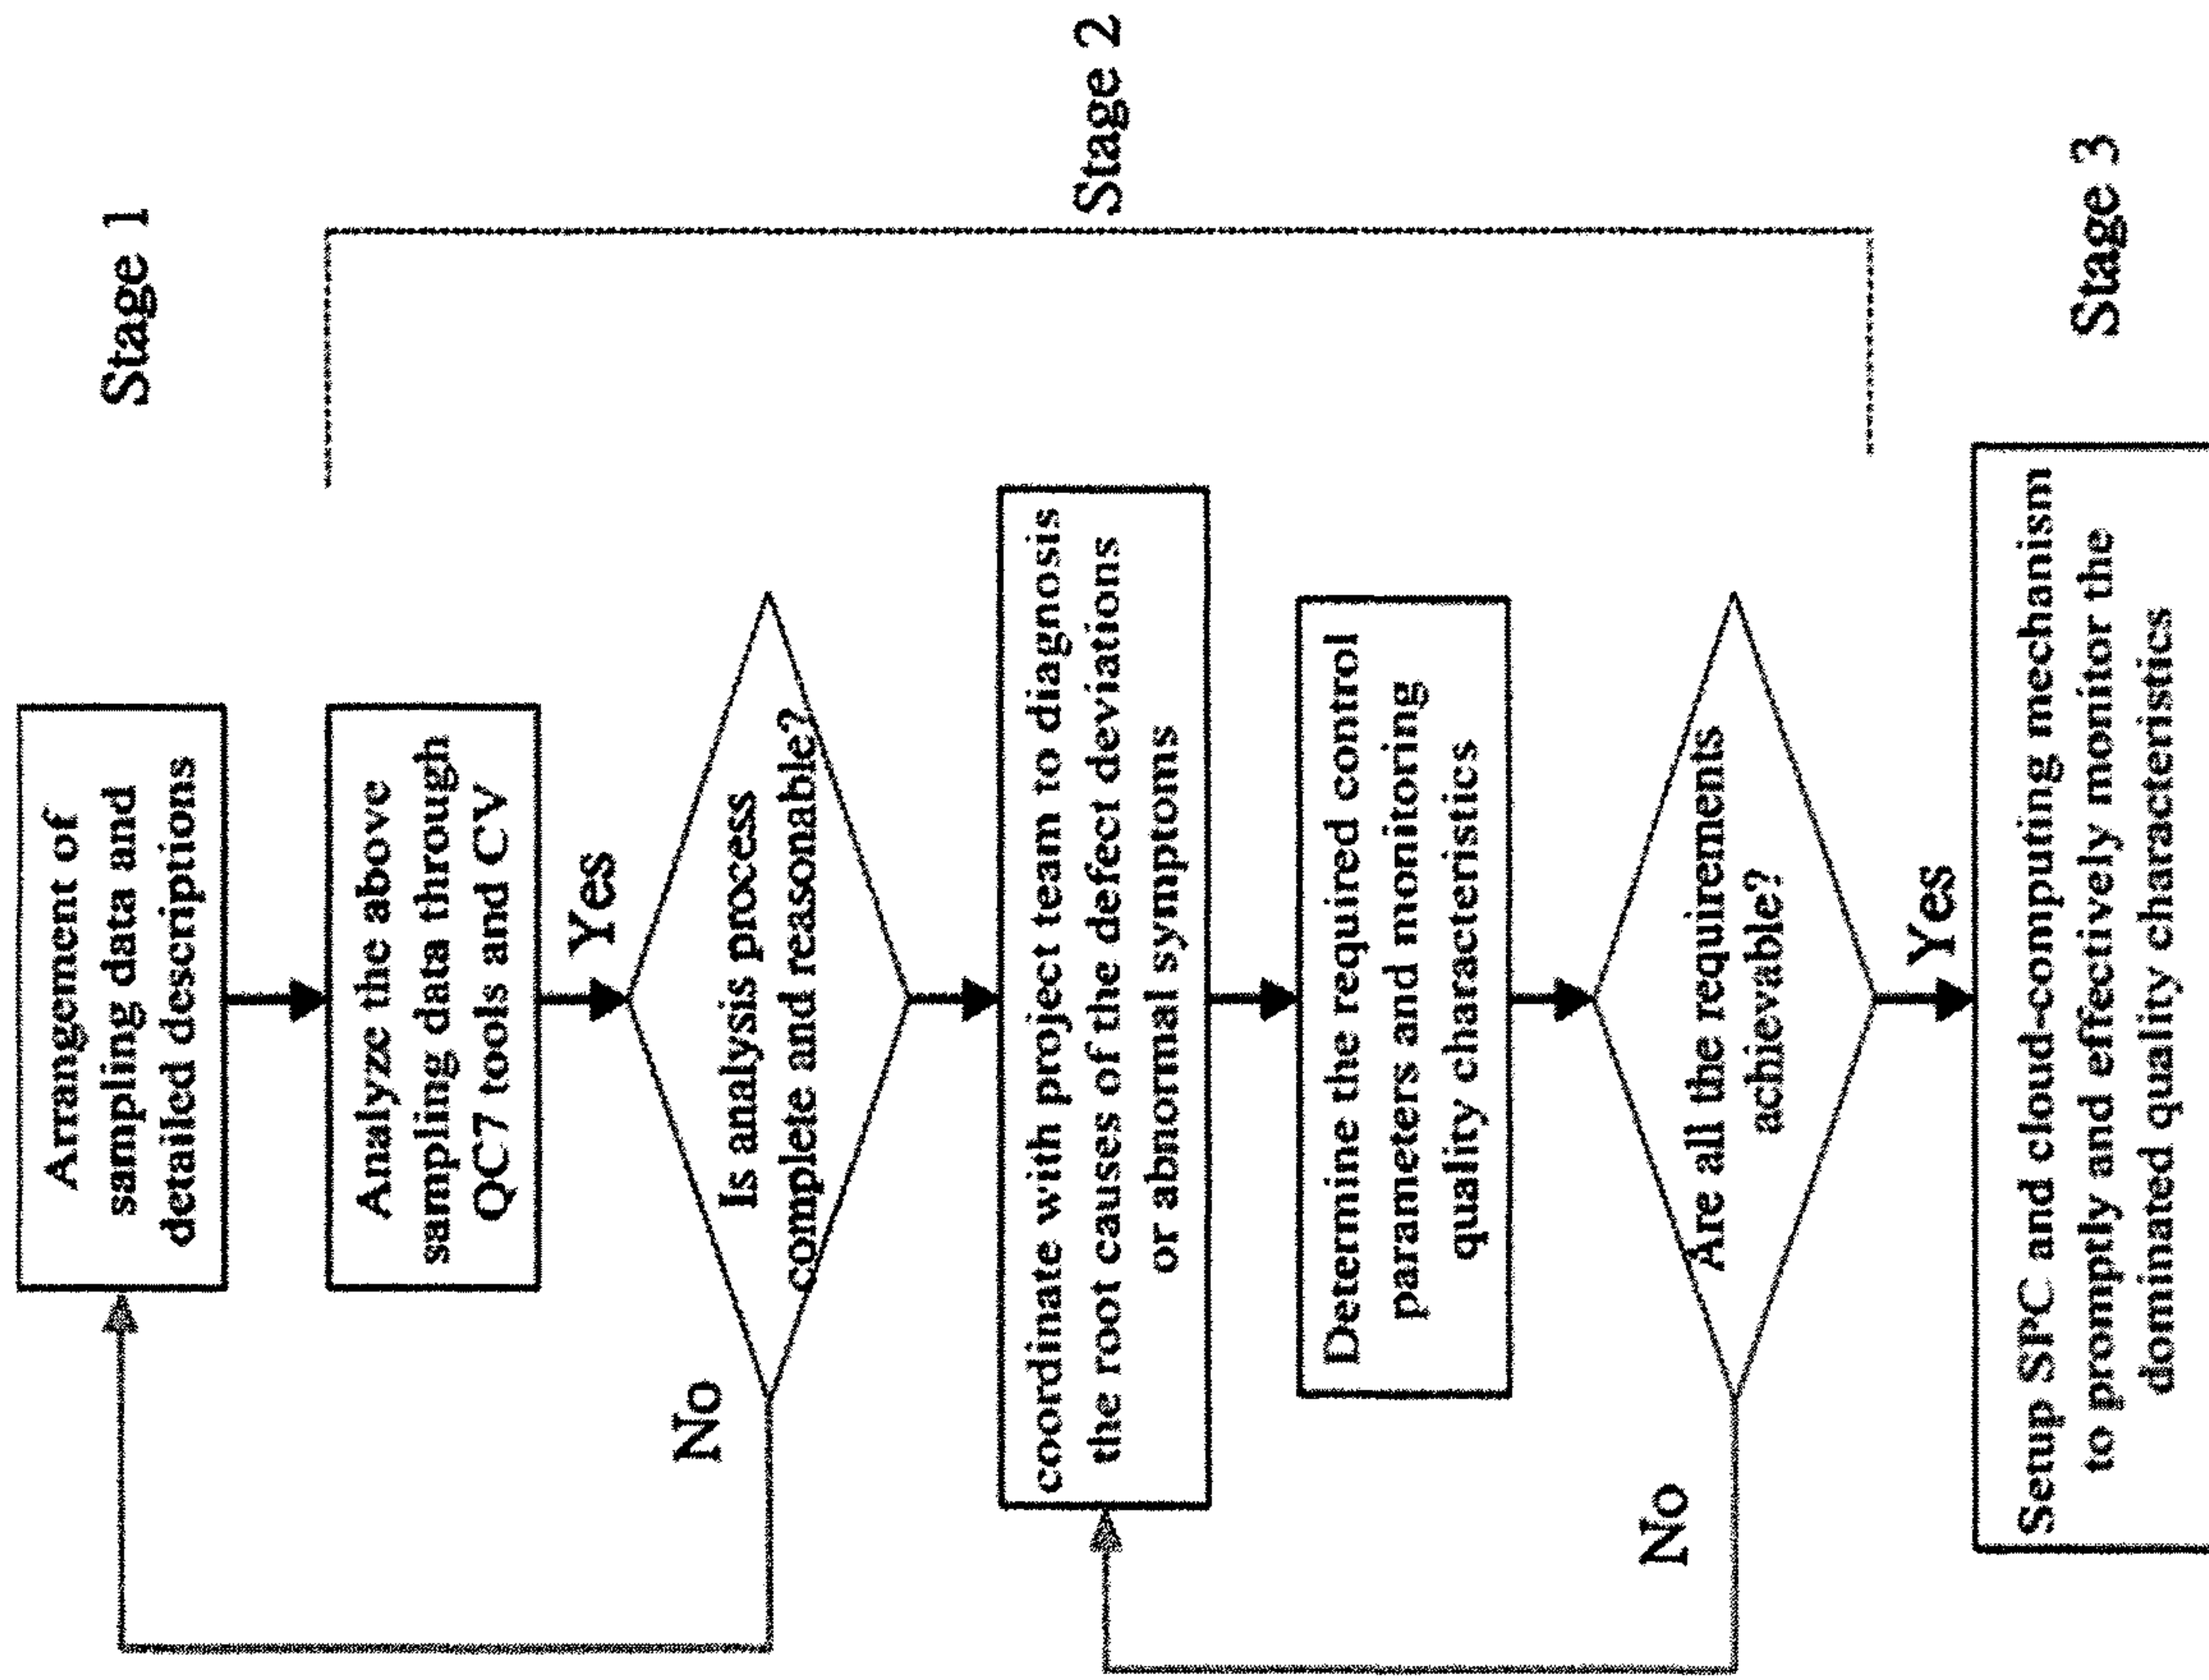 Stage 1
Arrangement of
sampling data and
detailed descriptions
Analyze the above
sampling data through
QC7 tools and CV
Yes
Is analysis process
complete and reasonable?
No
Stage 2
coordinate with project team to diagnosis
the root causes of the defect deviations
or abnormal symptoms
Determine the required control
parameters and monitoring
quality characteristics
Are all the requirements
achievable?
No
Yes
Setup SPC and cloud-computing mechanism
to promptly and effectively monitor the
dominated quality characteristics
Stage 3